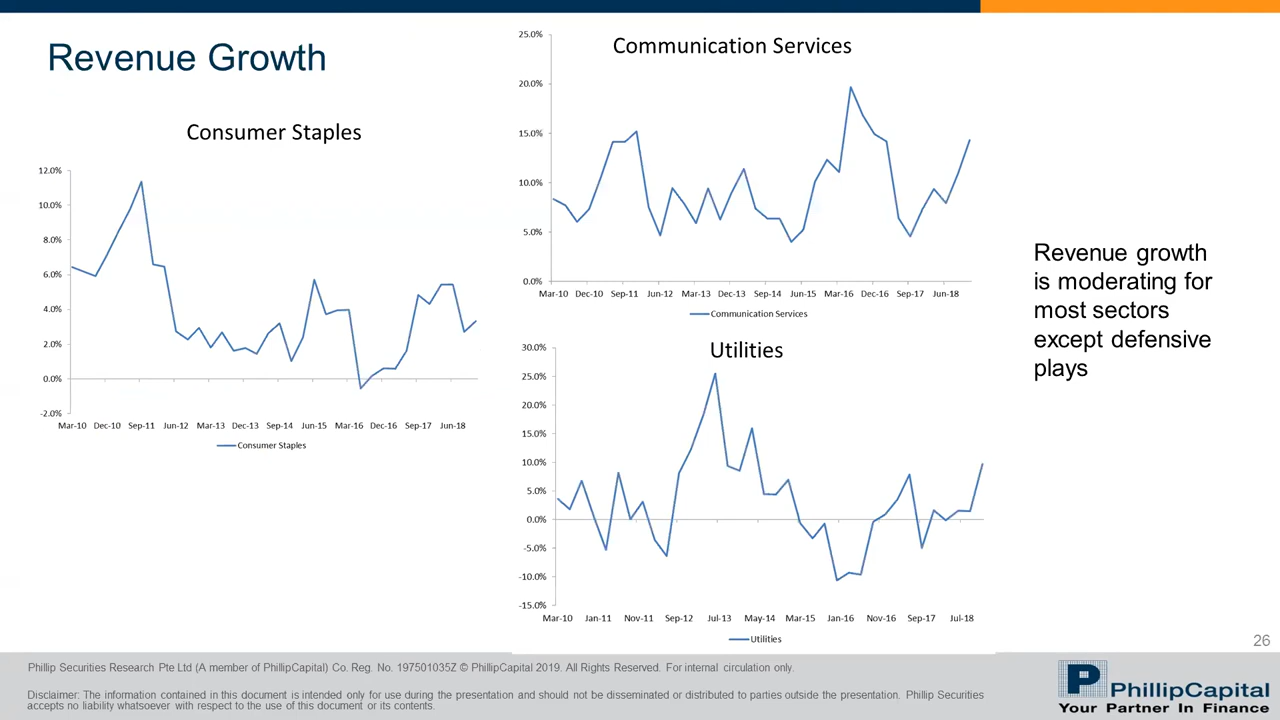 Revenue Growth
Consumer Staples
12.0%
10.0%
8.0%
6.0%
4.0%
2.0%
0.0%
-2.0%
Mar-10 Dec-10 Sep-11 Jun-12 Mar-13 Dec-13 Sep-14 Jun-15 Mar-16 Dec-16 Sep-17 Jun-18
Consumer Staples
Communication Services
25.0%
20.0%
15.0%
10.0%
5.0%
0.0%
Mar-10 Dec-10 Sep-11 Jun-12 Mar-13 Dec-13 Sep-14 Jun-15 Mar-16 Dec-16 Sep-17 Jun-18
Communication Services
Utilities
30.0%
25.0%
20.0%
15.0%
10.0%
5.0%
0.0%
-5.0%
-10.0%
-15.0%
Mar-10 Jan-11 Nov-11 Sep-12 Jul-13 May-14 Mar-15 Jan-16 Nov-16 Sep-17 Jul-18
Utilities
Revenue growth
is moderating for
most sectors
except defensive
plays
26
Phillip Securities Research Pte Ltd (A member of PhillipCapital) Co. Reg. No. 197501035Z © PhillipCapital 2019. All Rights Reserved. For internal circulation only.
Disclaimer: The information contained in this document is intended only for use during the presentation and should not be disseminated or distributed to parties outside the presentation. Phillip Securities
accepts no liability whatsoever with respect to the use of this document or its contents.
PhillipCapital
Your Partner In Finance